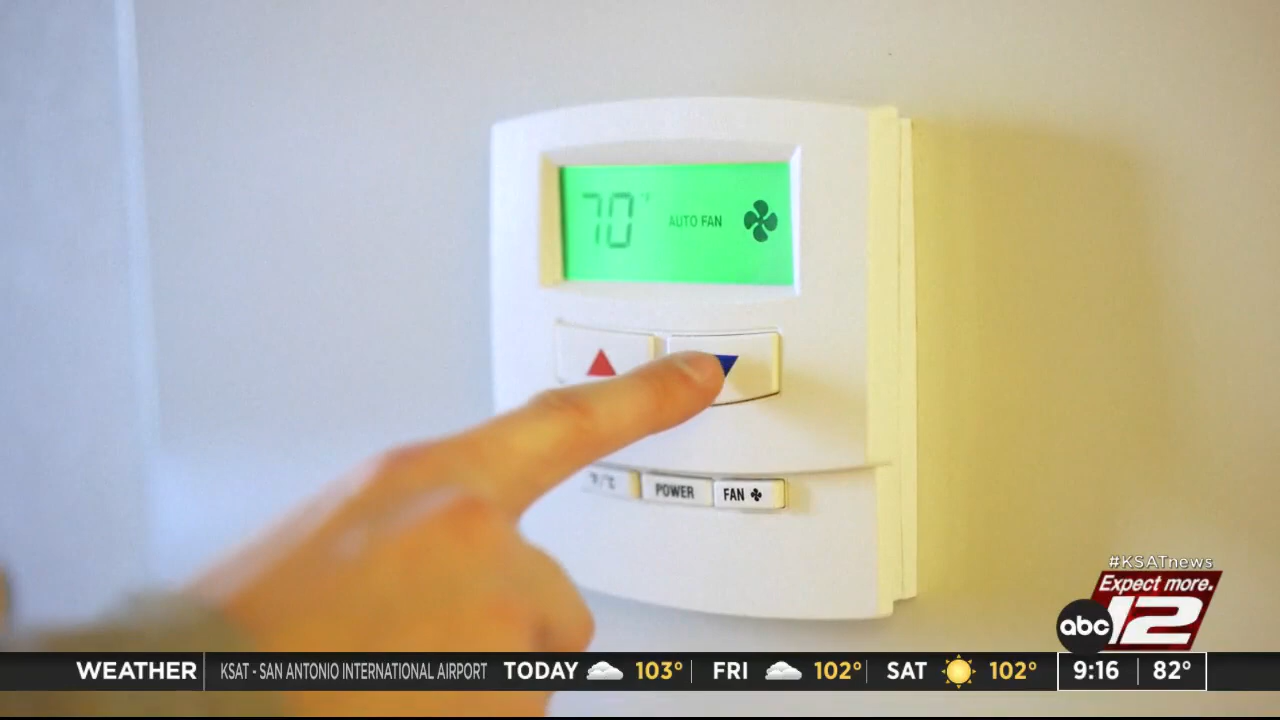 70°F AUTO FAN
°F/°C POWER FAN
#KSATnews
Expect more.
abc 12
WEATHER KSAT - SAN ANTONIO INTERNATIONAL AIRPORT TODAY 103° FRI 102° SAT 102° 9:16 82°